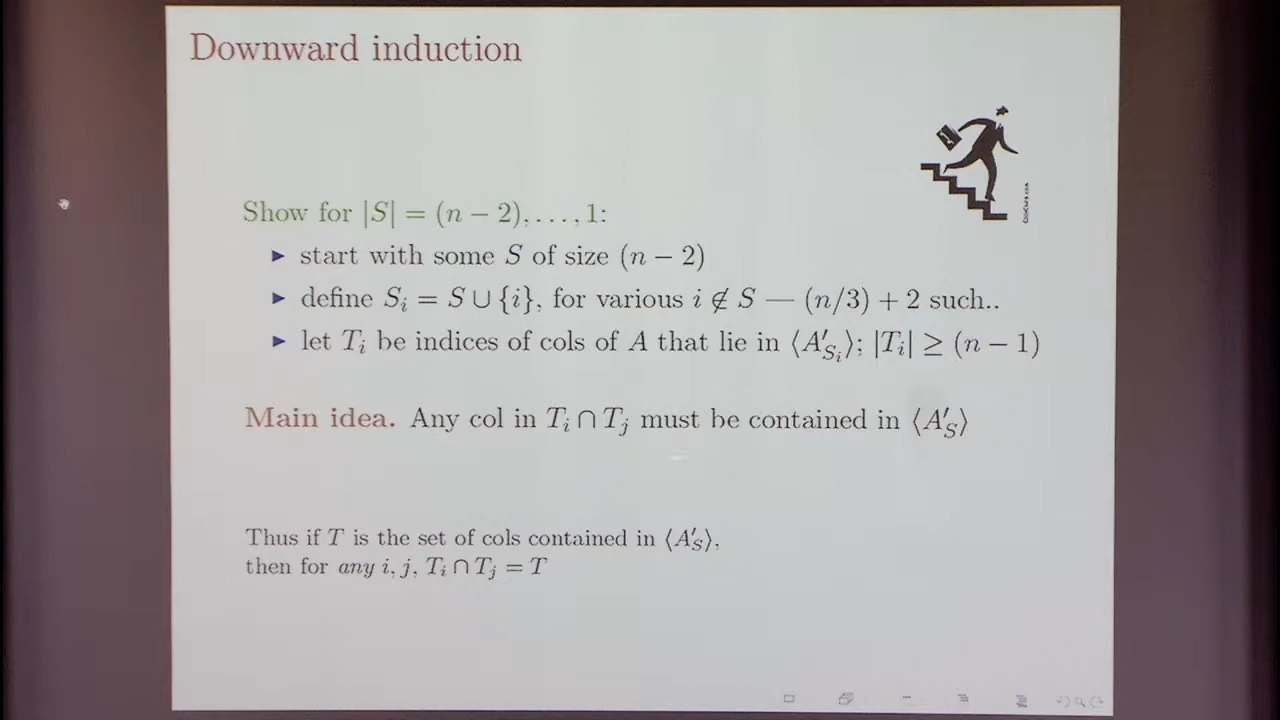 Downward induction
Show for |S| = (n − 2), . . . , 1:
▶ start with some S of size (n − 2)
▶ define S_i = S ∪ {i}, for various i ∉ S — (n/3) + 2 such..
▶ let T_i be indices of cols of A that lie in ⟨A′_{S_i}⟩; |T_i| ≥ (n − 1)
Main idea. Any col in T_i ∩ T_j must be contained in ⟨A′_S⟩
Thus if T is the set of cols contained in ⟨A′_S⟩,
then for any i, j, T_i ∩ T_j = T